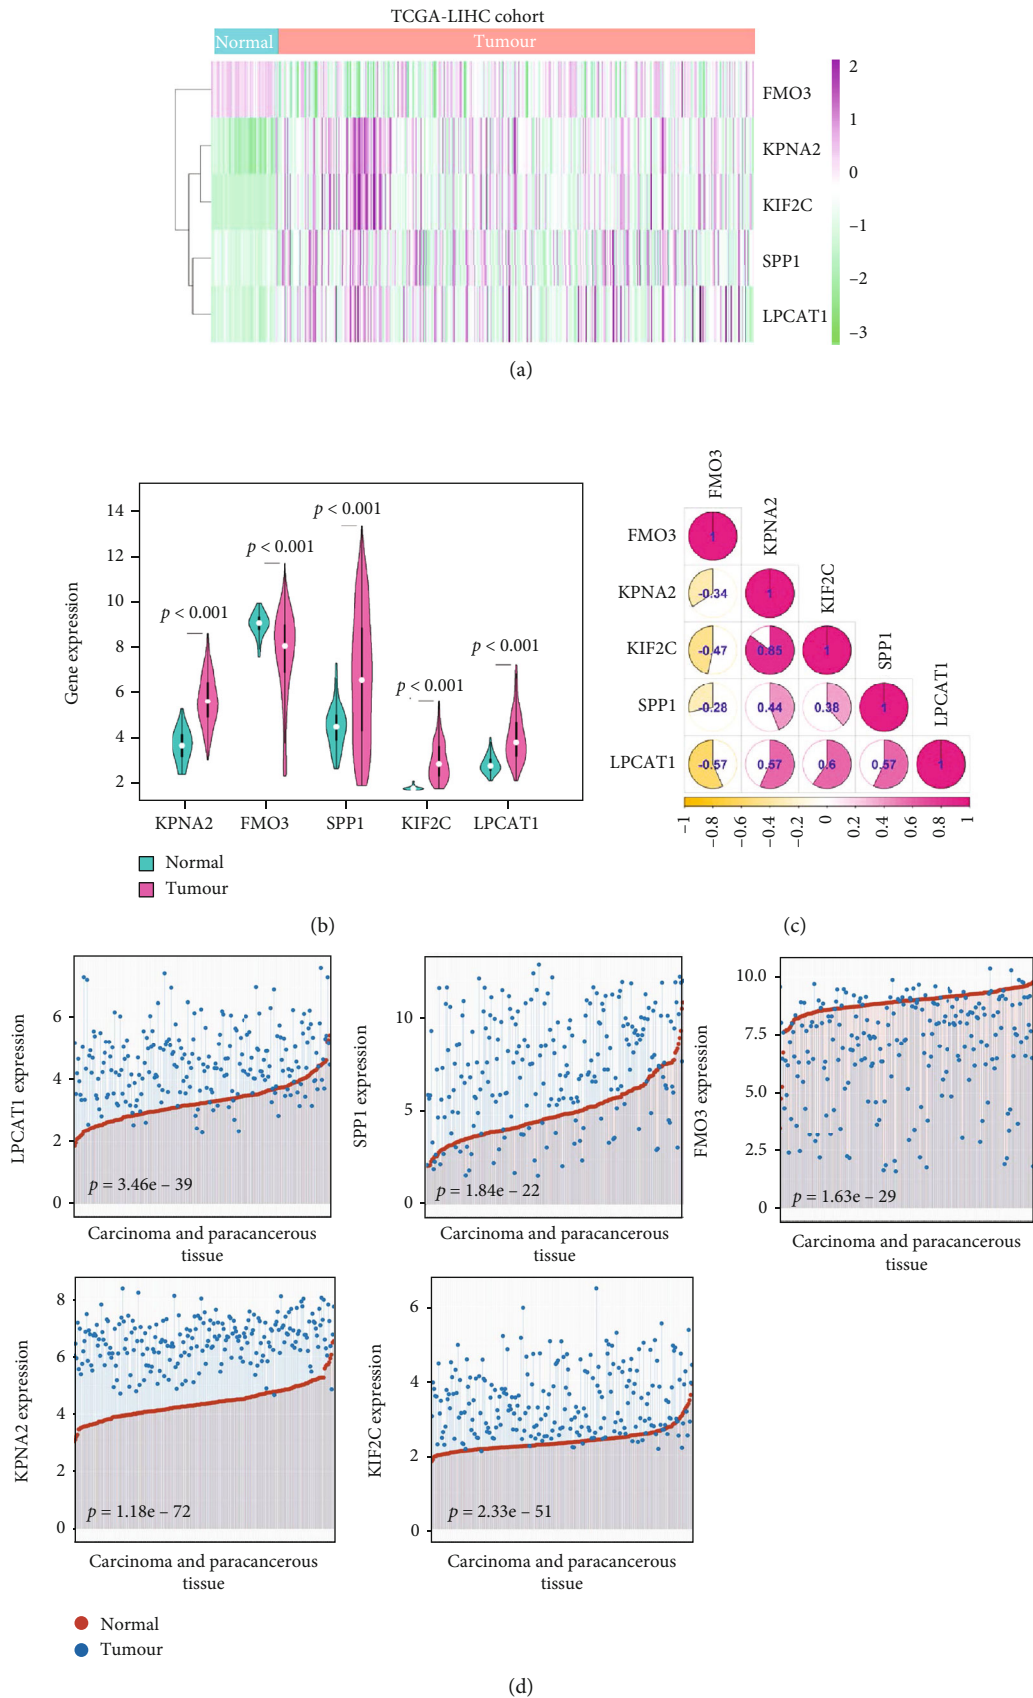 TCGA-LIHC cohort
Normal
Tumour
FMO3
KPNA2
KIF2C
SPP1
LPCAT1
2
1
0
−1
−2
−3
(a)
Gene expression
14
12
10
8
6
4
2
p < 0.001
p < 0.001
p < 0.001
p < 0.001
p < 0.001
KPNA2
FMO3
SPP1
KIF2C
LPCAT1
Normal
Tumour
(b)
FMO3
KPNA2
KIF2C
SPP1
LPCAT1
FMO3
1
KPNA2
-0.34
1
KIF2C
-0.47
0.85
1
SPP1
-0.28
0.44
0.38
1
LPCAT1
-0.57
0.57
0.6
0.57
1
−1
−0.8
−0.6
−0.4
−0.2
0
0.2
0.4
0.6
0.8
1
(c)
LPCAT1 expression
6
4
2
0
p = 3.46e – 39
Carcinoma and paracancerous
tissue
SPP1 expression
10
5
0
p = 1.84e – 22
Carcinoma and paracancerous
tissue
FMO3 expression
10.0
7.5
5.0
2.5
0
p = 1.63e – 29
Carcinoma and paracancerous
tissue
KPNA2 expression
8
6
4
2
0
p = 1.18e – 72
Carcinoma and paracancerous
tissue
KIF2C expression
6
4
2
0
p = 2.33e – 51
Carcinoma and paracancerous
tissue
Normal
Tumour
(d)